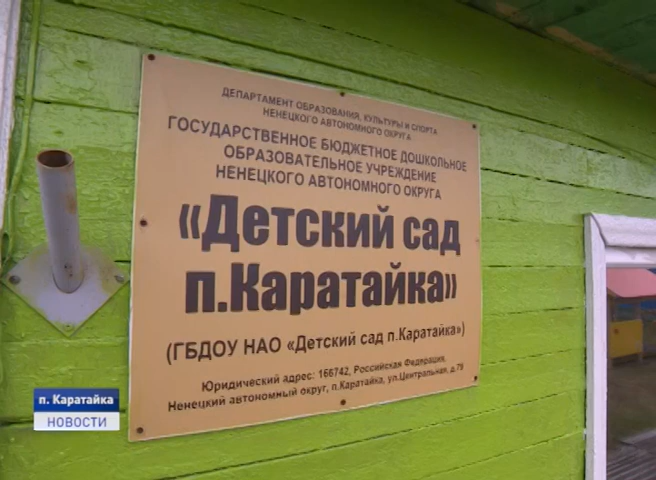 ДЕПАРТАМЕНТ ОБРАЗОВАНИЯ, КУЛЬТУРЫ И СПОРТА
НЕНЕЦКОГО АВТОНОМНОГО ОКРУГА
ГОСУДАРСТВЕННОЕ БЮДЖЕТНОЕ ДОШКОЛЬНОЕ
ОБРАЗОВАТЕЛЬНОЕ УЧРЕЖДЕНИЕ
НЕНЕЦКОГО АВТОНОМНОГО ОКРУГА
«Детский сад
п.Каратайка»
(ГБДОУ НАО «Детский сад п.Каратайка»)
Юридический адрес: 166742, Российская Федерация,
Ненецкий автономный округ, п.Каратайка, ул.Центральная, д.79
п. Каратайка
НОВОСТИ